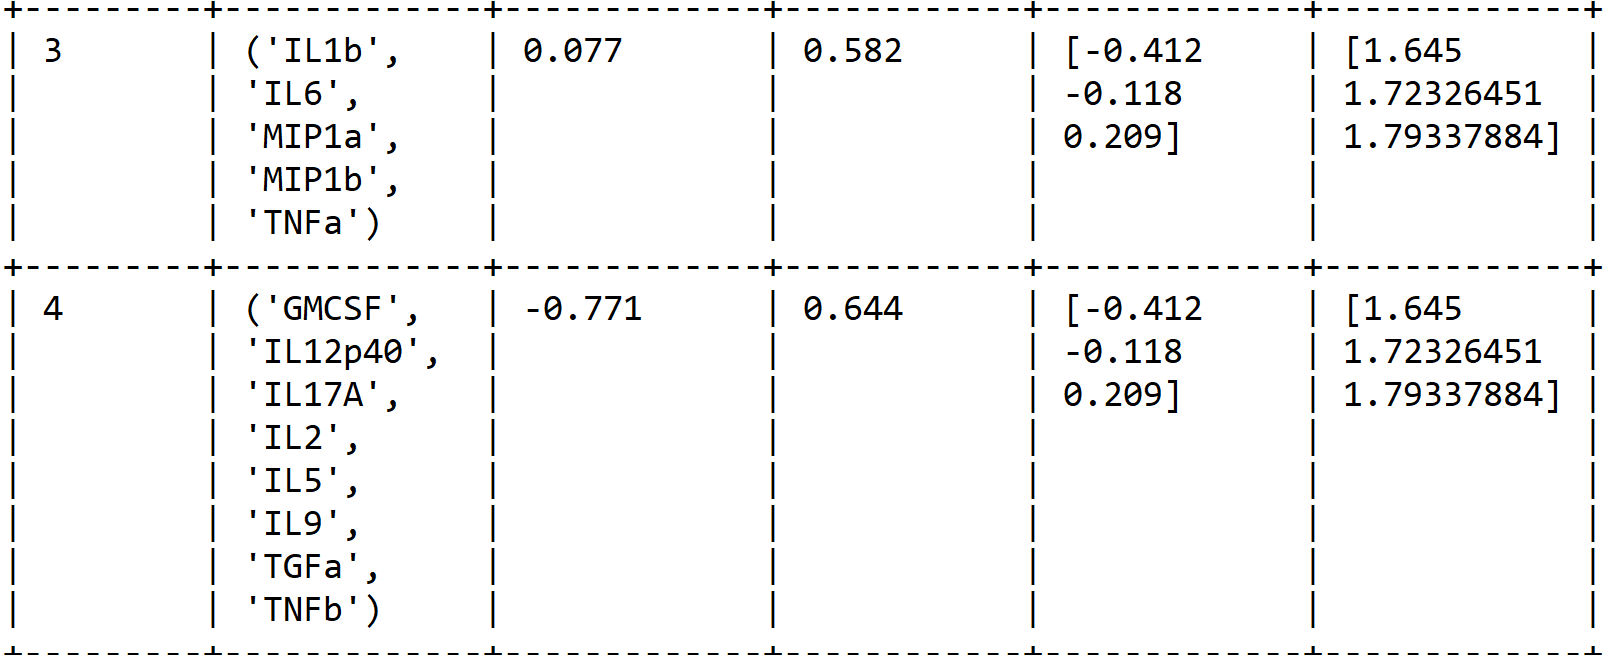 +---------+-------------+-------------+------------+-------------+-------------+
| 3 | ('IL1b', | 0.077 | 0.582 | [-0.412 | [1.645 |
| | 'IL6', | | | -0.118 | 1.72326451 |
| | 'MIP1a', | | | 0.209] | 1.79337884] |
| | 'MIP1b', | | | | |
| | 'TNFa') | | | | |
+---------+-------------+-------------+------------+-------------+-------------+
| 4 | ('GMCSF', | -0.771 | 0.644 | [-0.412 | [1.645 |
| | 'IL12p40', | | | -0.118 | 1.72326451 |
| | 'IL17A', | | | 0.209] | 1.79337884] |
| | 'IL2', | | | | |
| | 'IL5', | | | | |
| | 'IL9', | | | | |
| | 'TGFa', | | | | |
| | 'TNFb') | | | | |
+---------+-------------+-------------+------------+-------------+-------------+